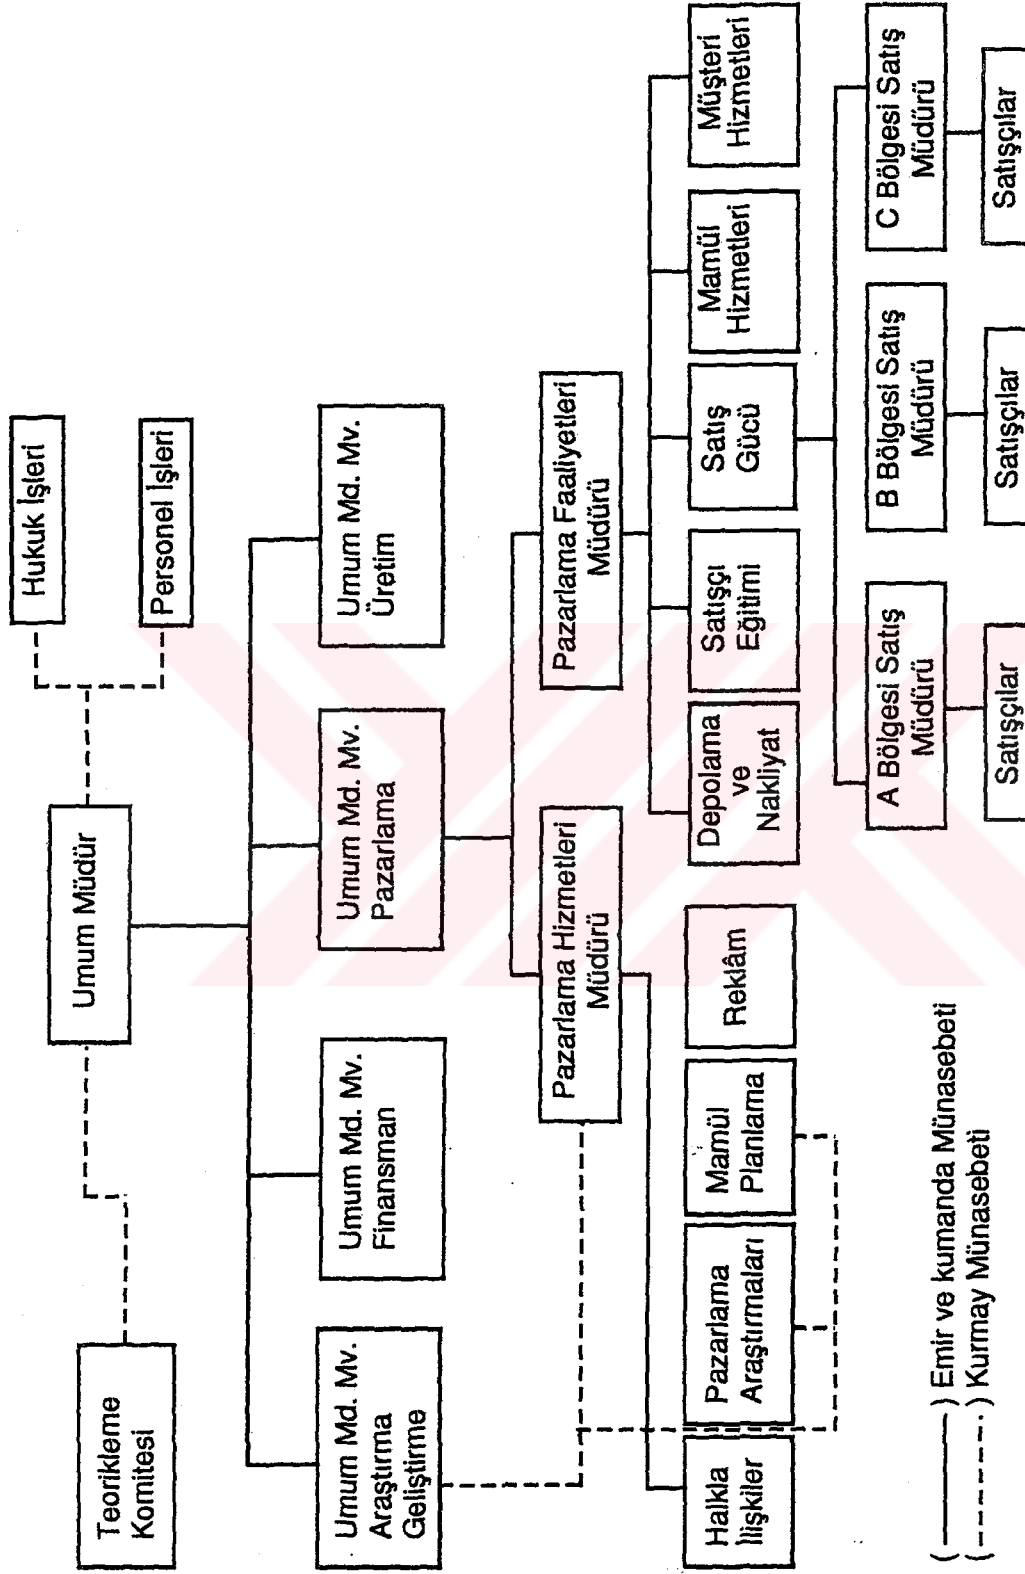 Hukuk İşleri
Personel İşleri
Umum Müdür
Teorikleme
Komitesi
Umum Md. Mv.
Araştırma
Geliştirme
Umum Md. Mv.
Finansman
Umum Md. Mv.
Pazarlama
Umum Md. Mv.
Üretim
Pazarlama Hizmetleri
Müdürü
Pazarlama Faaliyetleri
Müdürü
Halkla
İlişkiler
Pazarlama
Araştırmaları
Mamül
Planlama
Reklâm
Depolama
ve
Nakliyat
Satışçı
Eğitimi
Satış
Gücü
Mamül
Hizmetleri
Müşteri
Hizmetleri
A Bölgesi Satış
Müdürü
B Bölgesi Satış
Müdürü
C Bölgesi Satış
Müdürü
Satışçılar
Satışçılar
Satışçılar
(———) Emir ve kumanda Münasebeti
(-------) Kurmay Münasebeti